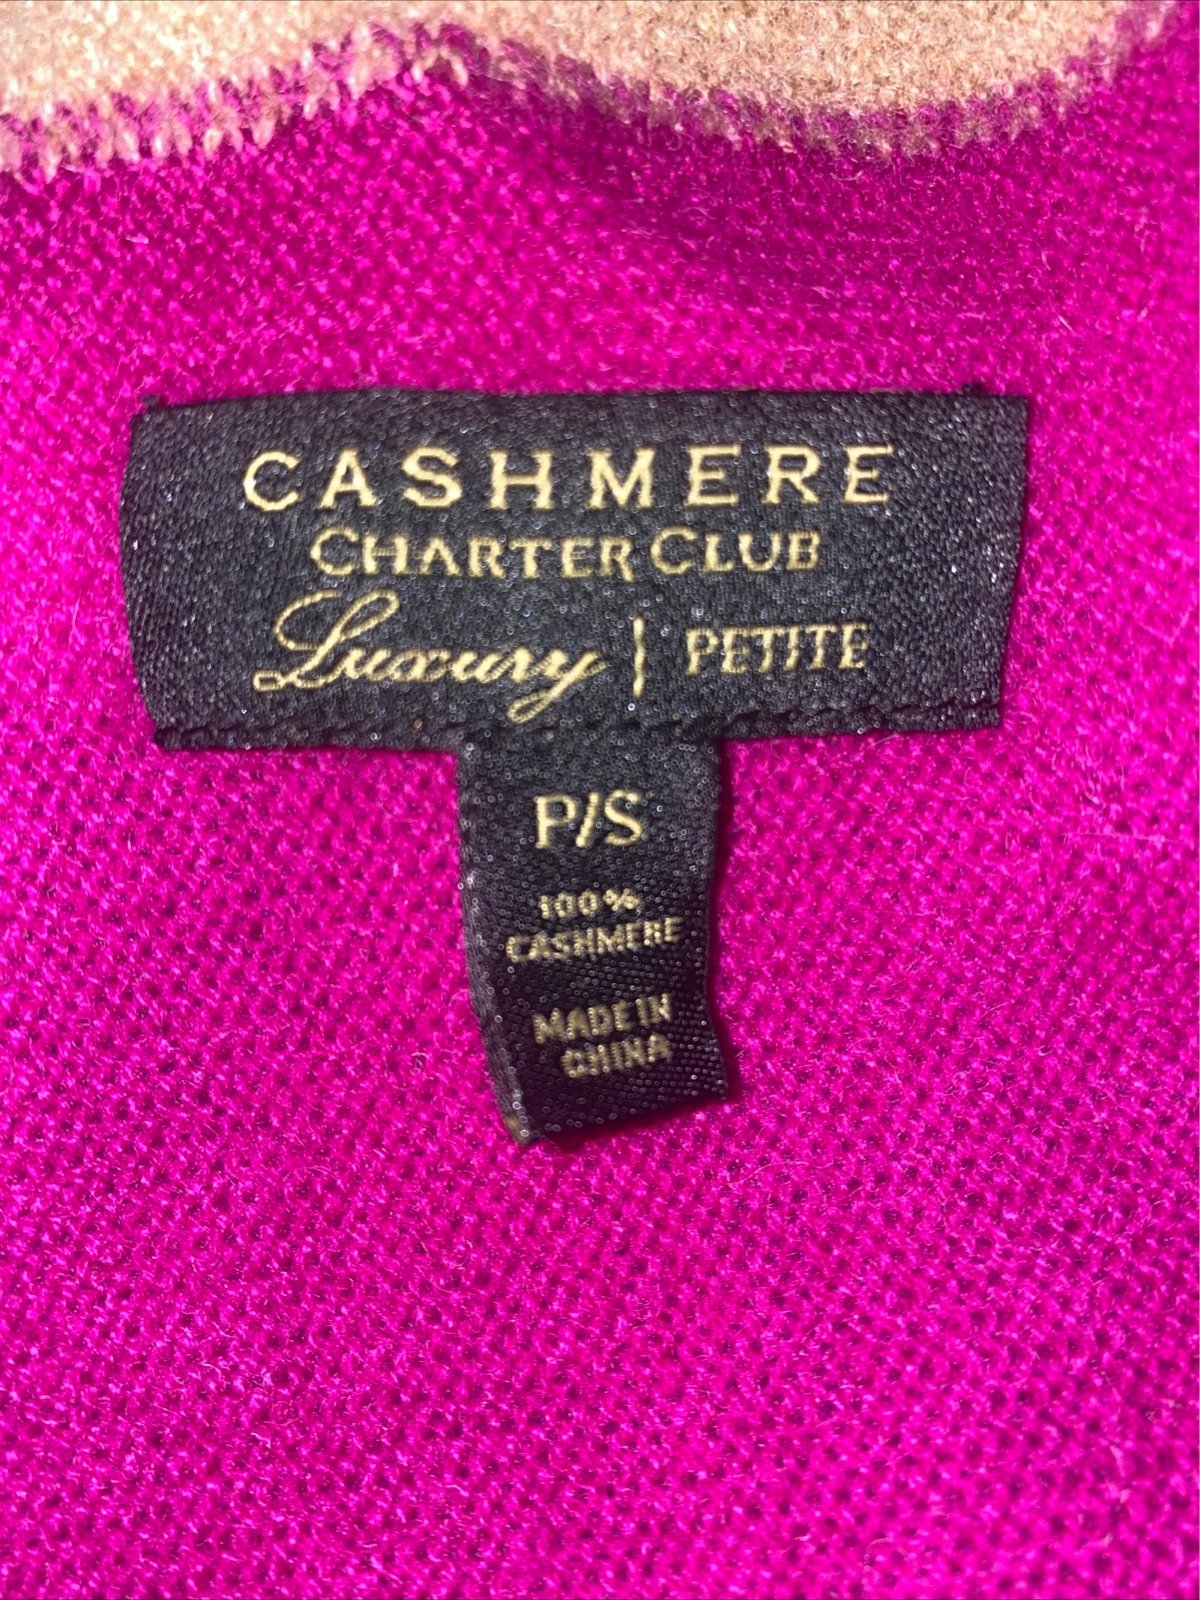 CASHMERE
CHARTER CLUB
Luxury | PETITE
P/S
100%
CASHMERE
MADE IN
CHINA